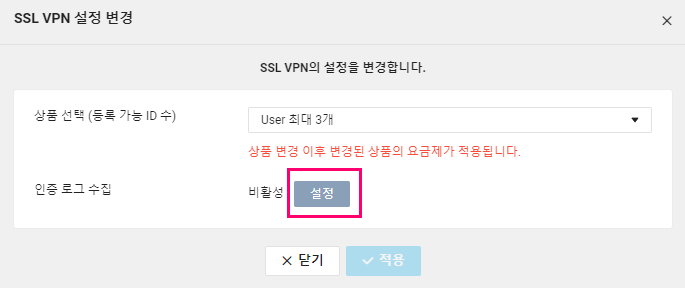 SSL VPN 설정 변경
SSL VPN의 설정을 변경합니다.
상품 선택 (등록 가능 ID 수)
User 최대 3개
상품 변경 이후 변경된 상품의 요금제가 적용됩니다.
인증 로그 수집
비활성 설정
닫기 적용